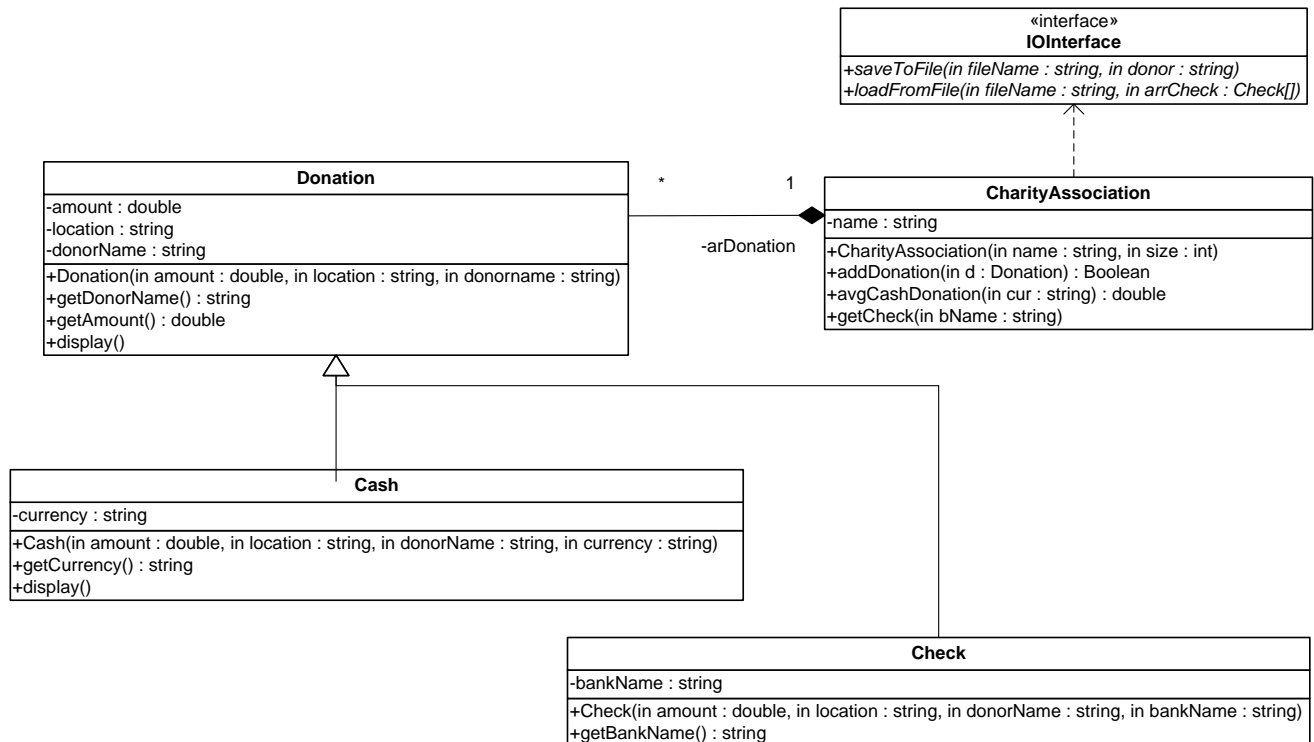 «interface»
IOInterface
+saveToFile(in fileName : string, in donor : string)
+loadFromFile(in fileName : string, in arrCheck : Check[])
Donation
-amount : double
-location : string
-donorName : string
+Donation(in amount : double, in location : string, in donorname : string)
+getDonorName() : string
+getAmount() : double
+display()
*
1
-arDonation
CharityAssociation
-name : string
+CharityAssociation(in name : string, in size : int)
+addDonation(in d : Donation) : Boolean
+avgCashDonation(in cur : string) : double
+getCheck(in bName : string)
Cash
-currency : string
+Cash(in amount : double, in location : string, in donorName : string, in currency : string)
+getCurrency() : string
+display()
Check
-bankName : string
+Check(in amount : double, in location : string, in donorName : string, in bankName : string)
+getBankName() : string